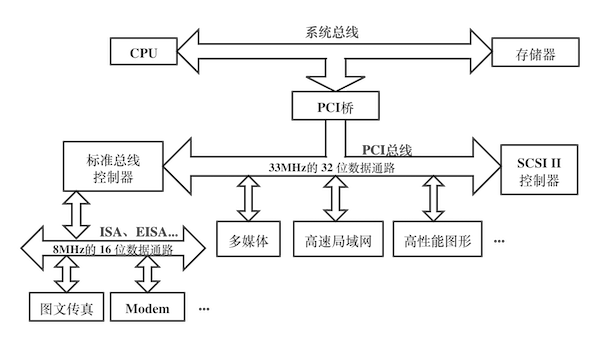 系统总线
CPU
存储器
PCI桥
PCI总线
标准总线
控制器
33MHz的 32 位数据通路
SCSI II
控制器
ISA、EISA...
8MHz的 16 位数据通路
多媒体
高速局域网
高性能图形
...
图文传真
Modem
...